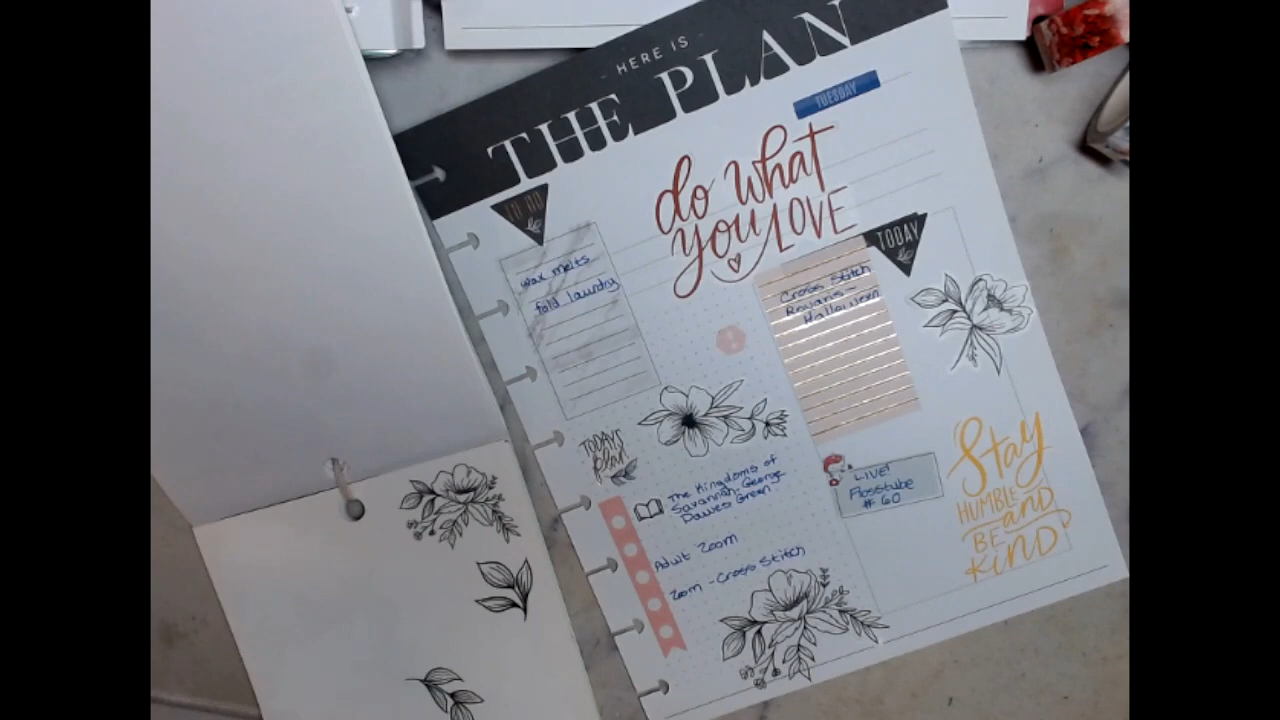 - HERE IS -
THE PLAN
TUESDAY
do what
you LOVE
TO DO
TODAY
wax melts
fold laundry
Cross Stitch
Halloween
TODAY'S
plan
The Kingdoms of
Savannah-George
Dawes Green
Adult Zoom
Zoom - Cross Stitch
LIVE!
Flosstube
# 60
Stay
HUMBLE and
BE
KIND